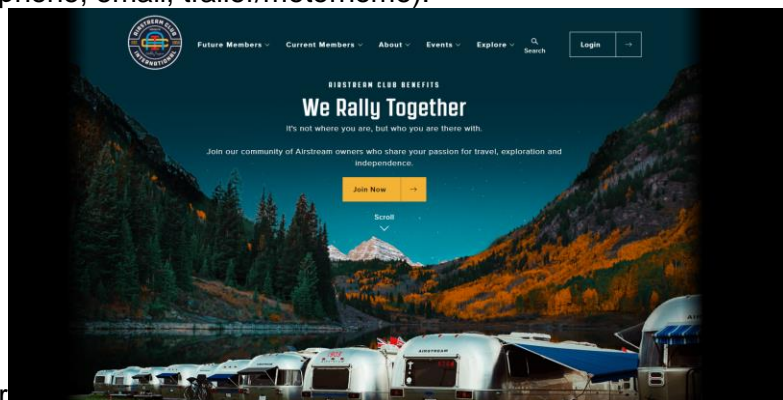 phone, email, trailer/motorhome).
AIRSTREAM CLUB
INTERNATIONAL
Future Members
Current Members
About
Events
Explore
Search
Login
AIRSTREAM CLUB BENEFITS
We Rally Together
It's not where you are, but who you are there with.
Join our community of Airstream owners who share your passion for travel, exploration and
independence.
Join Now
Scroll
AIRSTREAM
r